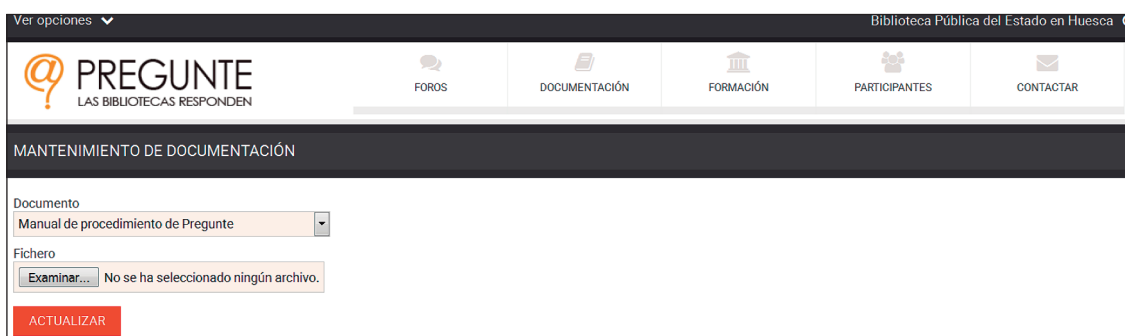 Ver opciones
Biblioteca Pública del Estado en Huesca
@ PREGUNTE
LAS BIBLIOTECAS RESPONDEN
FOROS
DOCUMENTACIÓN
FORMACIÓN
PARTICIPANTES
CONTACTAR
MANTENIMIENTO DE DOCUMENTACIÓN
Documento
Manual de procedimiento de Pregunte
Fichero
Examinar... No se ha seleccionado ningún archivo.
ACTUALIZAR